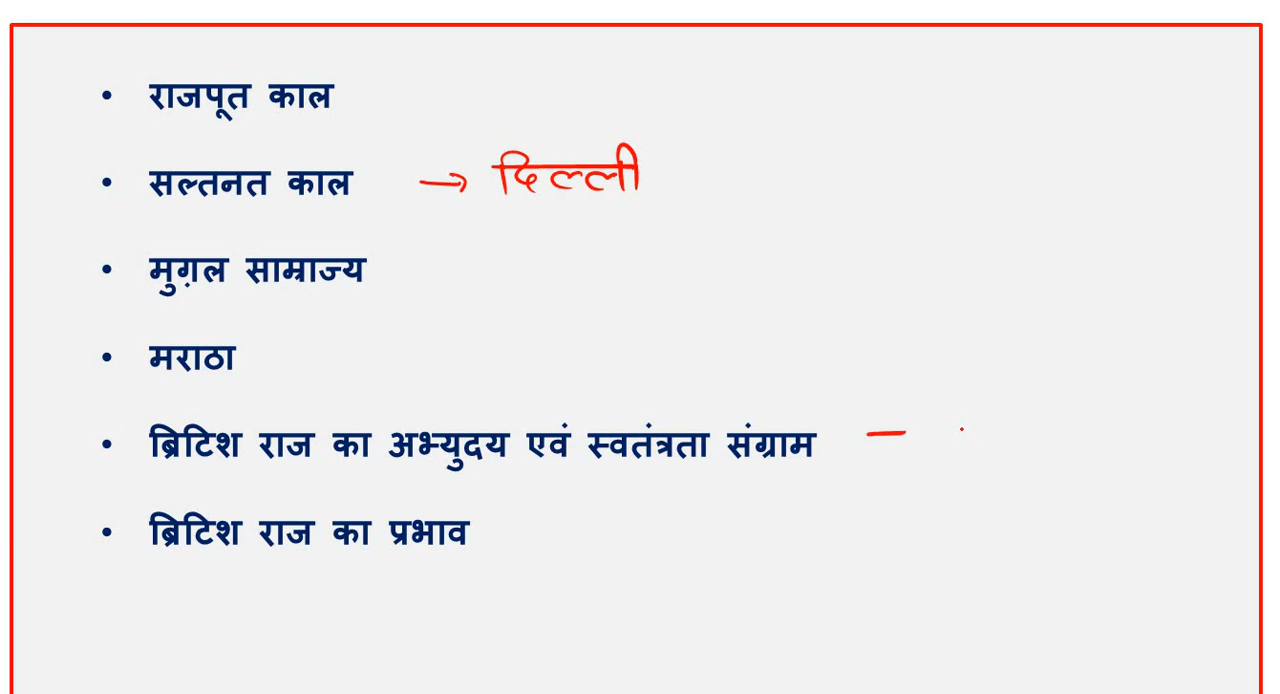 • राजपूत काल
• सल्तनत काल → दिल्ली
• मुग़ल साम्राज्य
• मराठा
• ब्रिटिश राज का अभ्युदय एवं स्वतंत्रता संग्राम —
• ब्रिटिश राज का प्रभाव